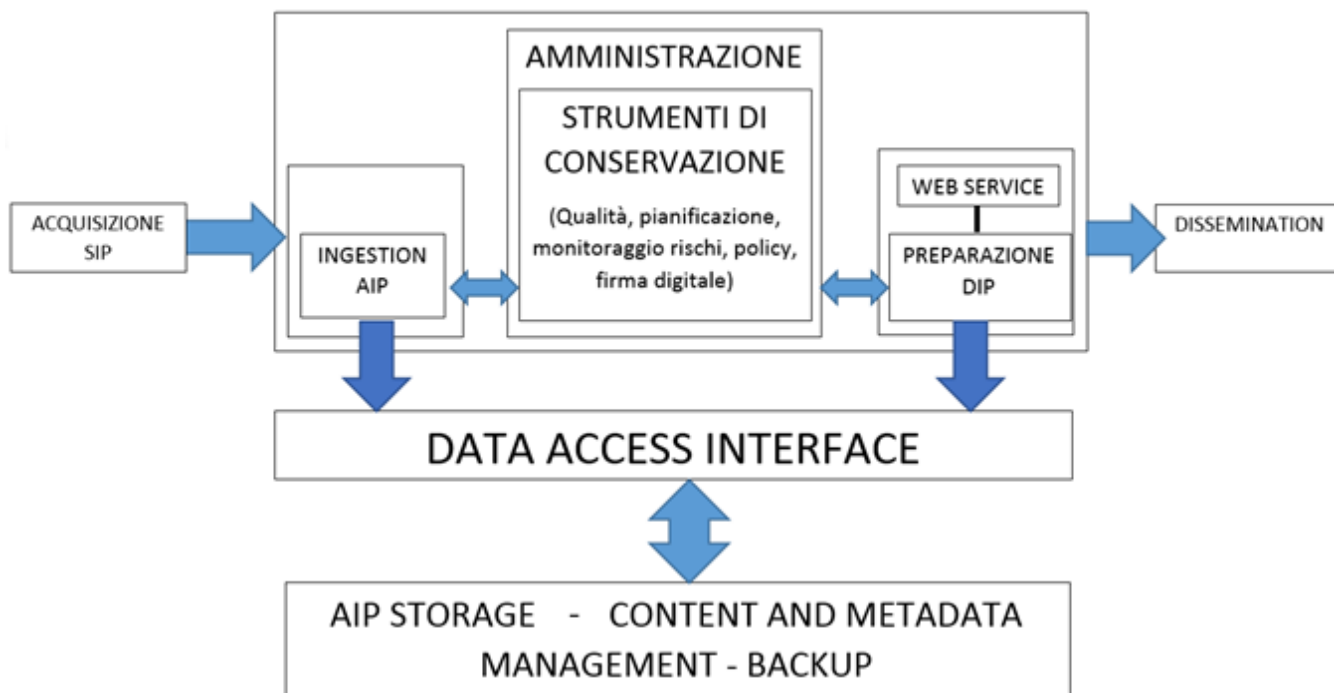 AMMINISTRAZIONE
STRUMENTI DI
CONSERVAZIONE
(Qualità, pianificazione,
monitoraggio rischi, policy,
firma digitale)
ACQUISIZIONE
SIP
INGESTION
AIP
WEB SERVICE
PREPARAZIONE
DIP
DISSEMINATION
DATA ACCESS INTERFACE
AIP STORAGE - CONTENT AND METADATA
MANAGEMENT - BACKUP